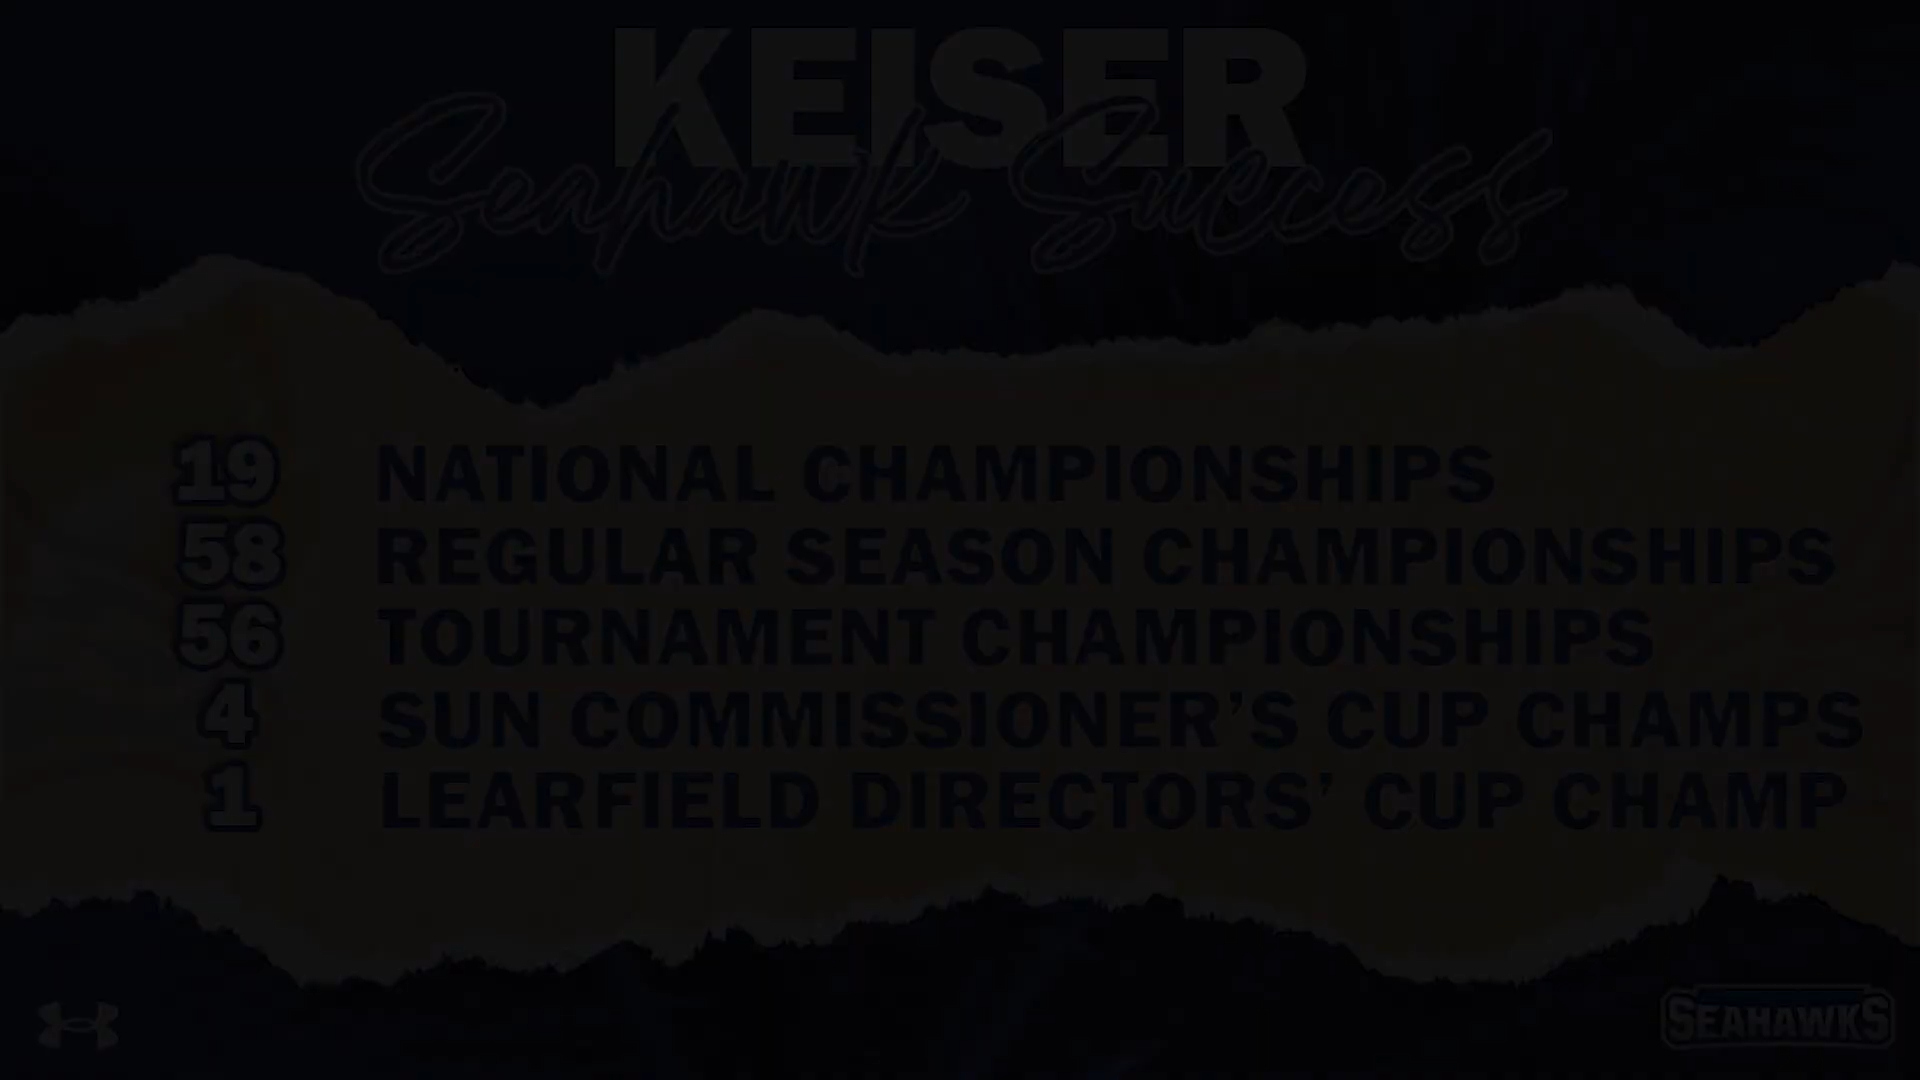 KEISER
Seahawk Success
19 NATIONAL CHAMPIONSHIPS
58 REGULAR SEASON CHAMPIONSHIPS
56 TOURNAMENT CHAMPIONSHIPS
4 SUN COMMISSIONER’S CUP CHAMPS
1 LEARFIELD DIRECTORS’ CUP CHAMP
SEAHAWKS